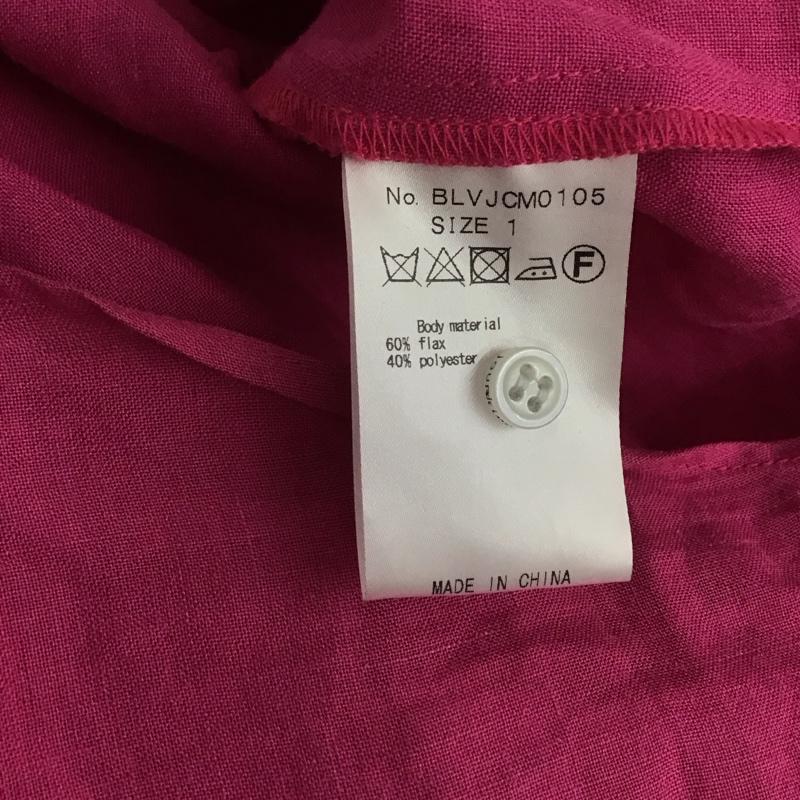 No. BLVJCM0105
SIZE 1
F
Body material
60% flax
40% polyester
MADE IN CHINA